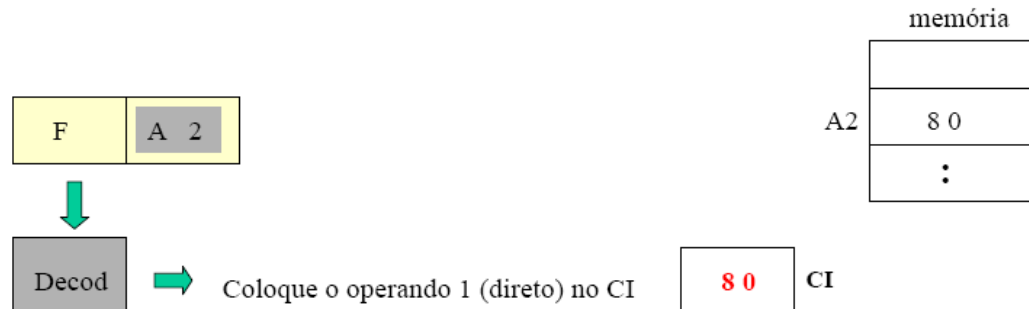 memória
F A 2
A2 8 0
:
Decod Coloque o operando 1 (direto) no CI 8 0 CI